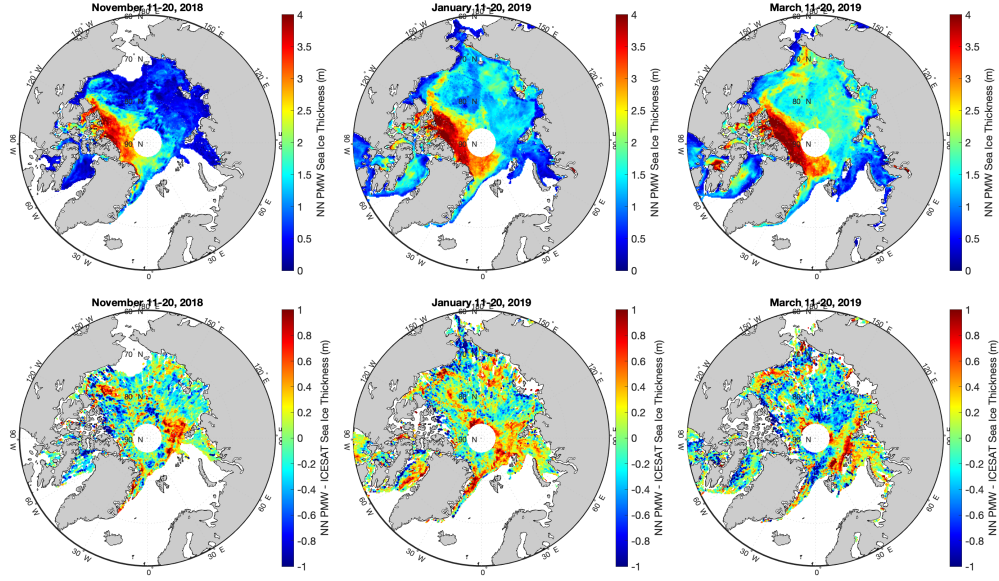 November 11-20, 2018
January 11-20, 2019
March 11-20, 2019
180 E
150 W
120 W
90 W
60 W
30 W
0
30 E
60 E
120 E
150 E
60 N
70 N
80 N
90 N
4
3.5
3
2.5
2
1.5
1
0.5
0
NN PMW Sea Ice Thickness (m)
NN PMW Sea Ice Thickness (m)
NN PMW Sea Ice Thickness (m)
November 11-20, 2018
January 11-20, 2019
March 11-20, 2019
1
0.8
0.6
0.4
0.2
0
-0.2
-0.4
-0.6
-0.8
-1
NN PMW - ICESAT Sea Ice Thickness (m)
NN PMW - ICESAT Sea Ice Thickness (m)
NN PMW - ICESAT Sea Ice Thickness (m)